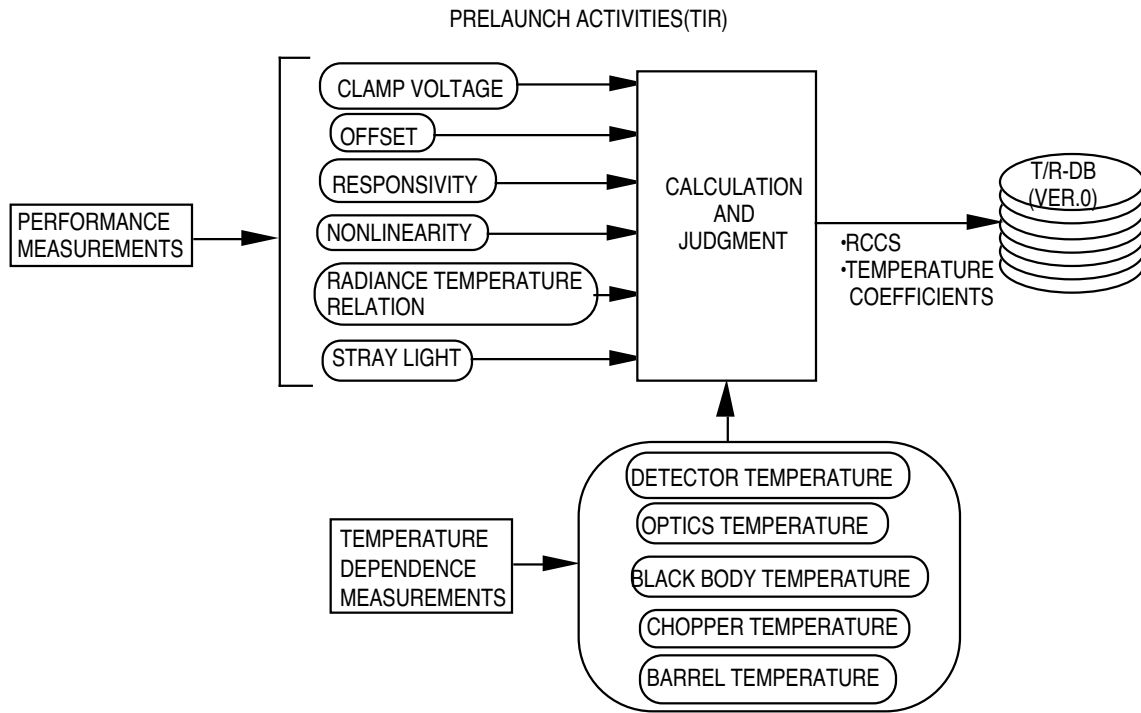 PRELAUNCH ACTIVITIES(TIR)
CLAMP VOLTAGE
OFFSET
RESPONSIVITY
NONLINEARITY
RADIANCE TEMPERATURE
RELATION
STRAY LIGHT
PERFORMANCE
MEASUREMENTS
CALCULATION
AND
JUDGMENT
•RCCS
•TEMPERATURE
COEFFICIENTS
T/R-DB
(VER.0)
TEMPERATURE
DEPENDENCE
MEASUREMENTS
DETECTOR TEMPERATURE
OPTICS TEMPERATURE
BLACK BODY TEMPERATURE
CHOPPER TEMPERATURE
BARREL TEMPERATURE